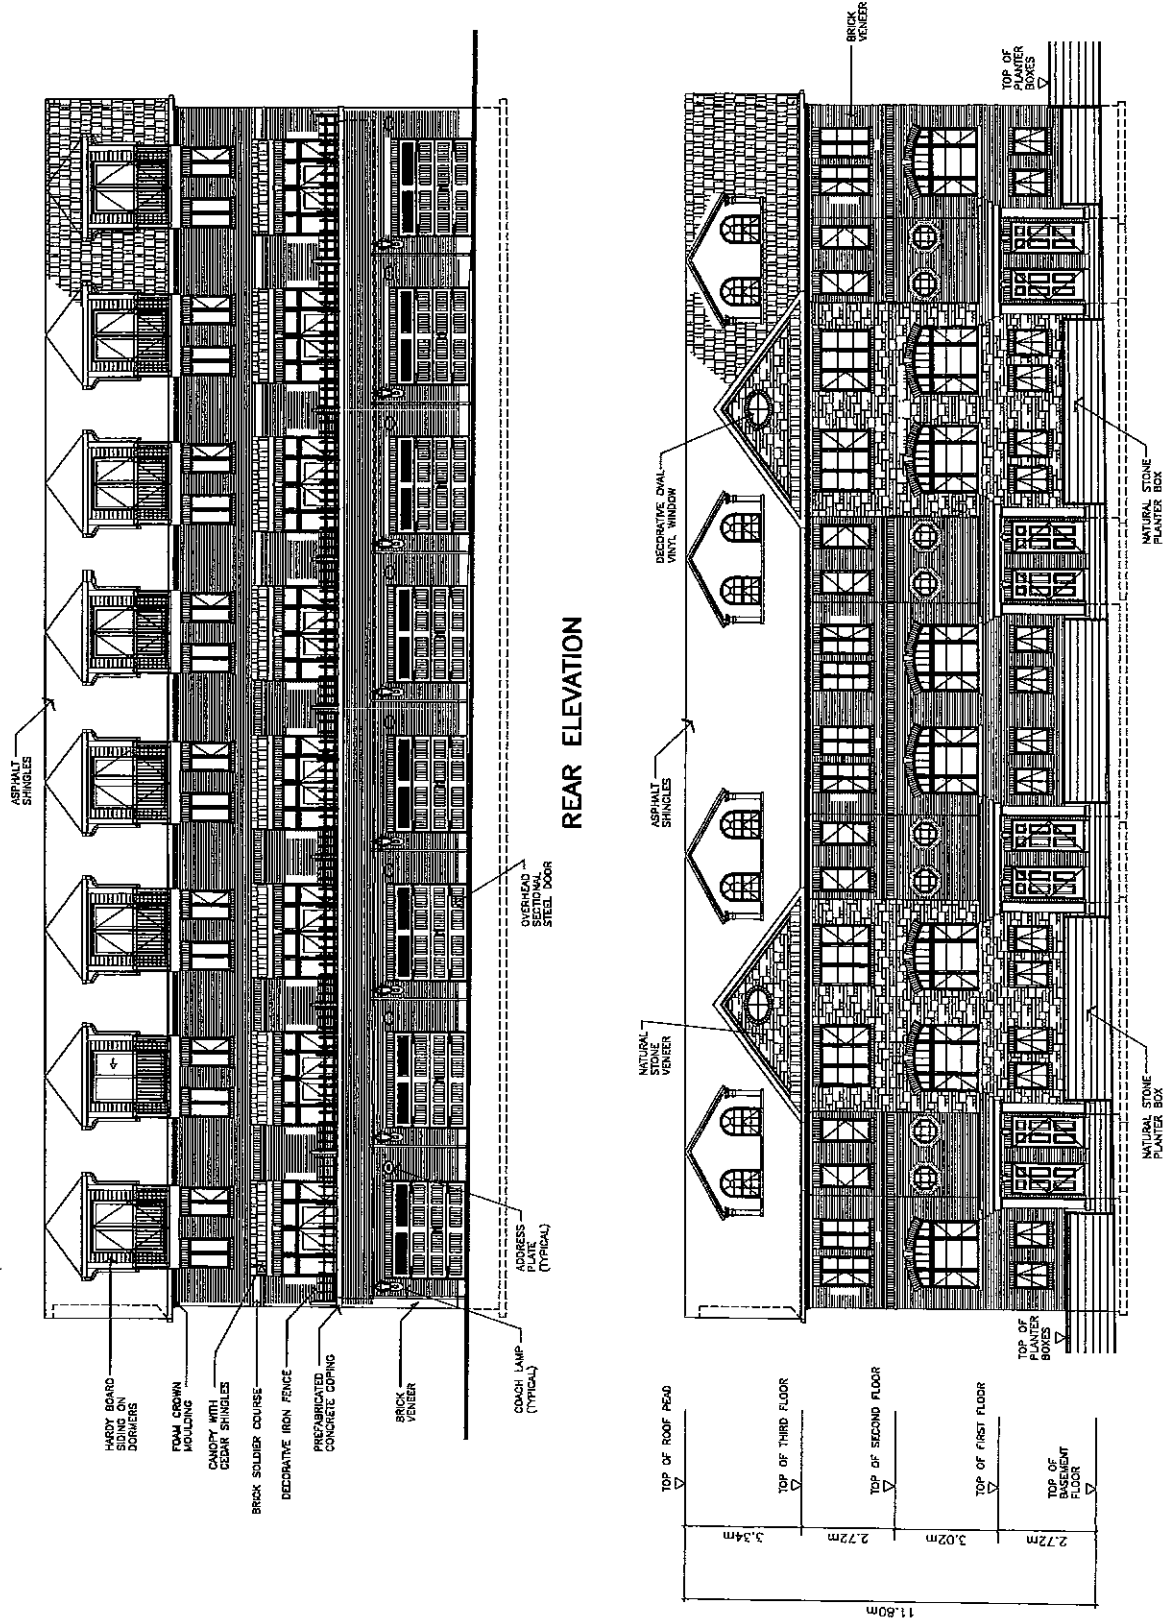 ASPHALT
SHINGLES
HARDY BOARD
SIDING ON
DORMERS
FOAM CROWN
MOULDING
CANOPY WITH
CEDAR SHINGLES
BRICK SOLDIER COURSE
DECORATIVE IRON FENCE
PREFABRICATED
CONCRETE COPING
BRICK
VENEER
COACH LAMP
(TYPICAL)
ADDRESS
PLATE
(TYPICAL)
OVERHEAD
SECTIONAL
STEEL DOOR
REAR ELEVATION
ASPHALT
SHINGLES
NATURAL
STONE
VENEER
DECORATIVE OVAL
VINYL WINDOW
BRICK
VENEER
TOP OF
PLANTER
BOXES
TOP OF
PLANTER
BOXES
NATURAL STONE
PLANTER BOX
NATURAL STONE
PLANTER BOX
TOP OF ROOF PEAD
TOP OF THIRD FLOOR
TOP OF SECOND FLOOR
TOP OF FIRST FLOOR
TOP OF
BASEMENT
FLOOR
3.34m
2.72m
3.02m
2.72m
11.80m